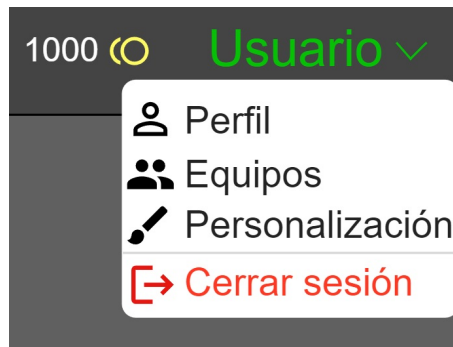 1000 Usuario
Perfil
Equipos
Personalización
Cerrar sesión